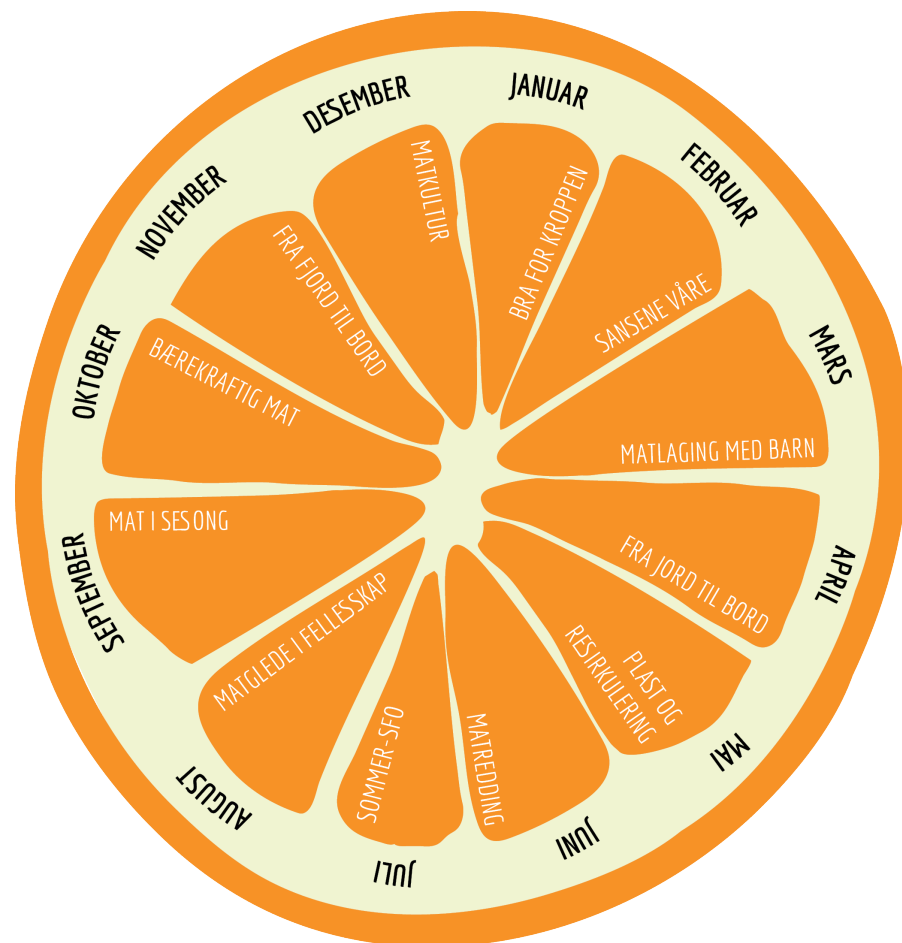 JANUAR
BRA FOR KROPPEN
FEBRUAR
SANSENE VÅRE
MARS
MATLAGING MED BARN
APRIL
FRA JORD TIL BORD
MAI
PLAST OG
RESIRKULERING
JUNI
MATREDDING
JULI
SOMMER-SFO
AUGUST
MATGLEDE I FELLESSKAP
SEPTEMBER
MAT I SESONG
OKTOBER
BÆREKRAFTIG MAT
NOVEMBER
FRA FJORD TIL BORD
DESEMBER
MATKULTUR